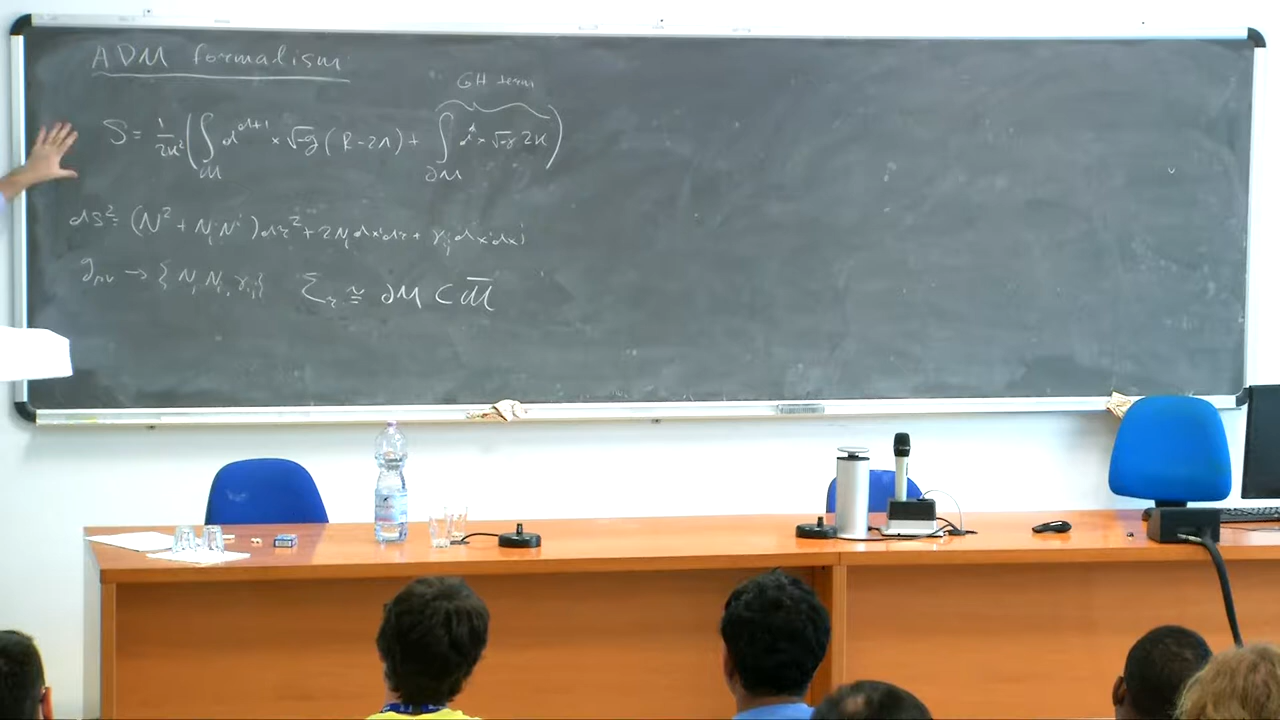 ADM formalism
GH term
S = 1/2κ² ( ∫_M d^{d+1}x √-g (R-2Λ) + ∫_{∂M} d^d x √-γ 2K )
ds² = (N² + N_i N^i) dr² + 2N_i dx^i dr + γ_ij dx^i dx^j
g_μν → {N, N_i, γ_ij} Σ_r ≅ ∂M ⊂ M̅